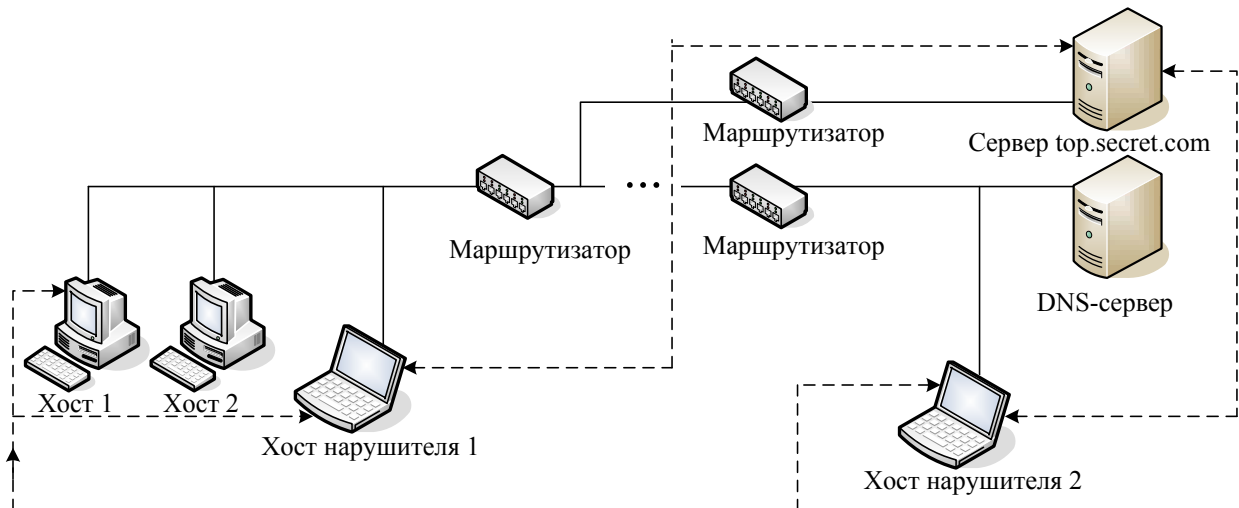 Маршрутизатор
Сервер top.secret.com
Маршрутизатор
Маршрутизатор
DNS-сервер
Хост 1
Хост 2
Хост нарушителя 1
Хост нарушителя 2